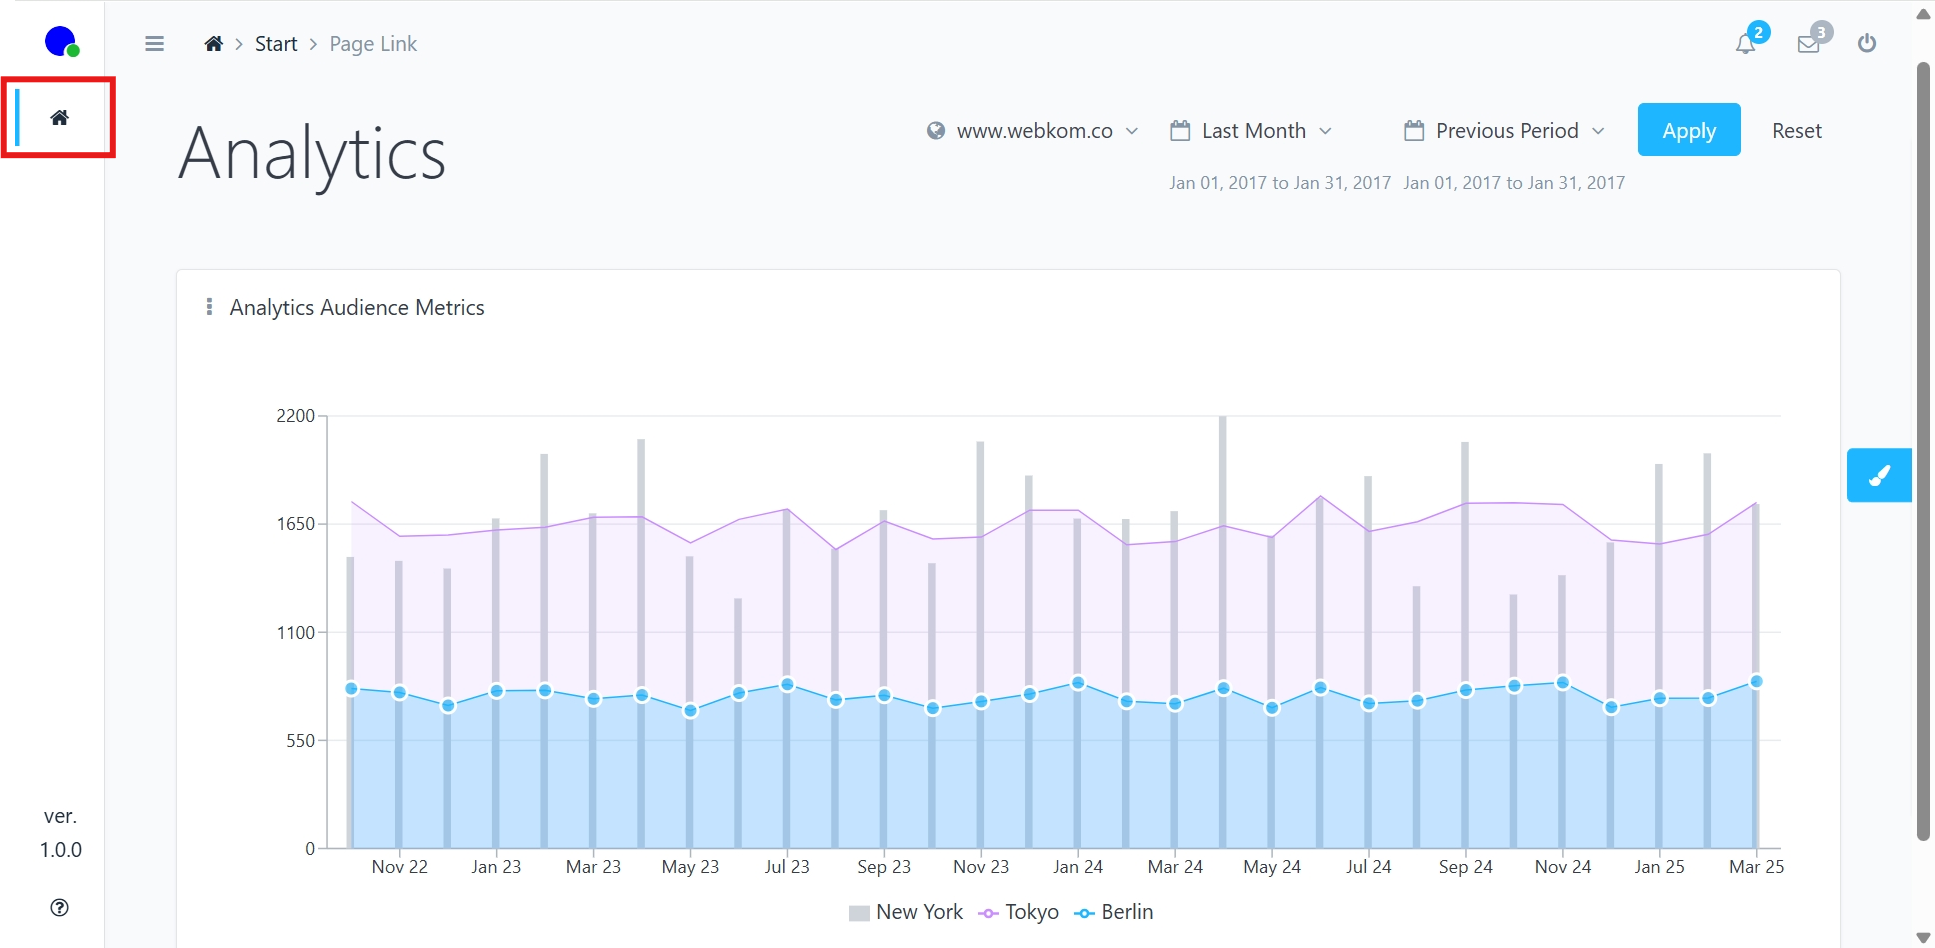 Start
Page Link
2
3
Analytics
www.webkom.co
Last Month
Previous Period
Apply
Reset
Jan 01, 2017 to Jan 31, 2017
Jan 01, 2017 to Jan 31, 2017
Analytics Audience Metrics
2200
1650
1100
550
0
Nov 22 Jan 23 Mar 23 May 23 Jul 23 Sep 23 Nov 23 Jan 24 Mar 24 May 24 Jul 24 Sep 24 Nov 24 Jan 25 Mar 25
New York Tokyo Berlin
ver.
1.0.0